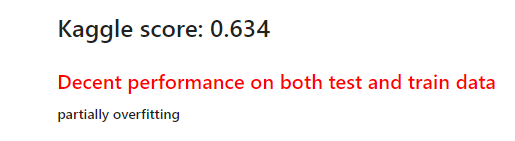 Kaggle score: 0.634
Decent performance on both test and train data
partially overfitting